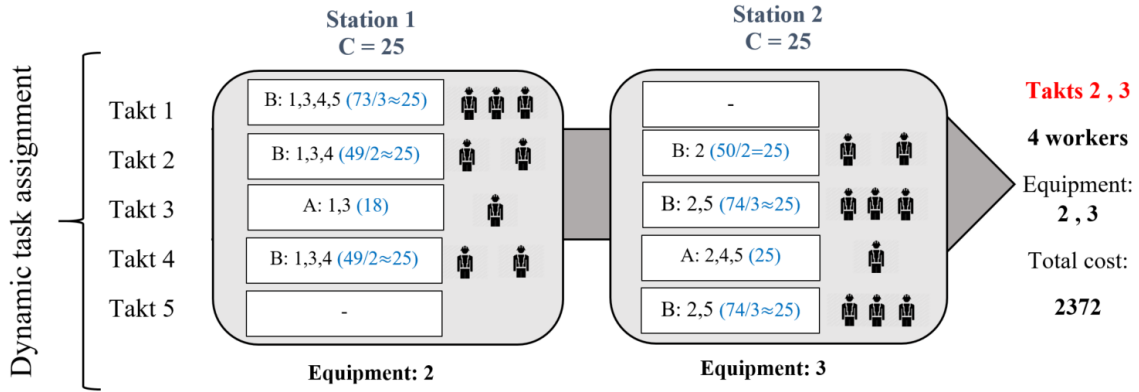 Dynamic task assignment
Station 1
C = 25
Station 2
C = 25
Takt 1
B: 1,3,4,5 (73/3≈25)
-
Takt 2
B: 1,3,4 (49/2≈25)
B: 2 (50/2=25)
Takt 3
A: 1,3 (18)
B: 2,5 (74/3≈25)
Takt 4
B: 1,3,4 (49/2≈25)
A: 2,4,5 (25)
Takt 5
-
B: 2,5 (74/3≈25)
Equipment: 2
Equipment: 3
Takts 2 , 3
4 workers
Equipment:
2 , 3
Total cost:
2372